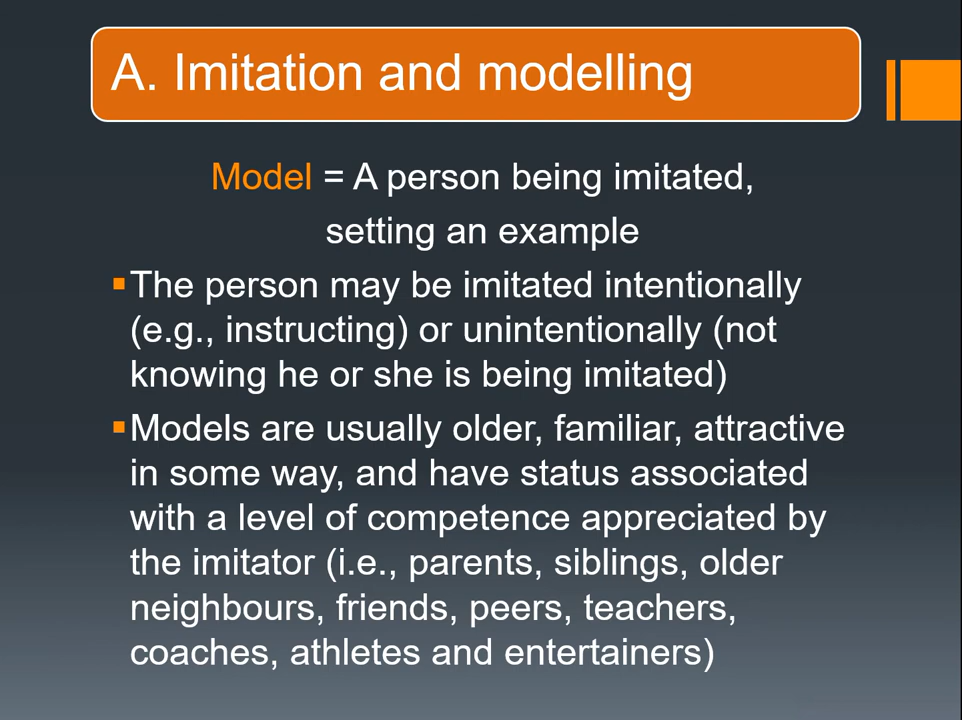 A. Imitation and modelling
Model = A person being imitated,
setting an example
▪The person may be imitated intentionally
(e.g., instructing) or unintentionally (not
knowing he or she is being imitated)
▪Models are usually older, familiar, attractive
in some way, and have status associated
with a level of competence appreciated by
the imitator (i.e., parents, siblings, older
neighbours, friends, peers, teachers,
coaches, athletes and entertainers)